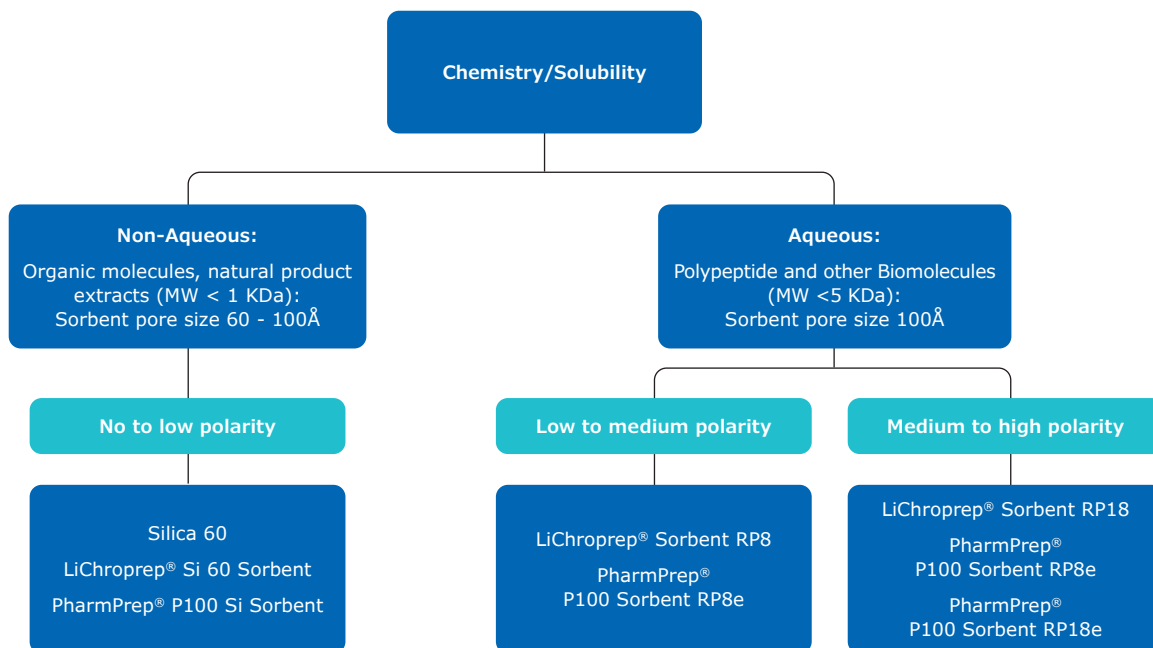 Chemistry/Solubility
Non-Aqueous:
Organic molecules, natural product
extracts (MW < 1 KDa):
Sorbent pore size 60 - 100Å
Aqueous:
Polypeptide and other Biomolecules
(MW <5 KDa):
Sorbent pore size 100Å
No to low polarity
Low to medium polarity
Medium to high polarity
Silica 60
LiChroprep® Si 60 Sorbent
PharmPrep® P100 Si Sorbent
LiChroprep® Sorbent RP8
PharmPrep®
P100 Sorbent RP8e
LiChroprep® Sorbent RP18
PharmPrep®
P100 Sorbent RP8e
PharmPrep®
P100 Sorbent RP18e